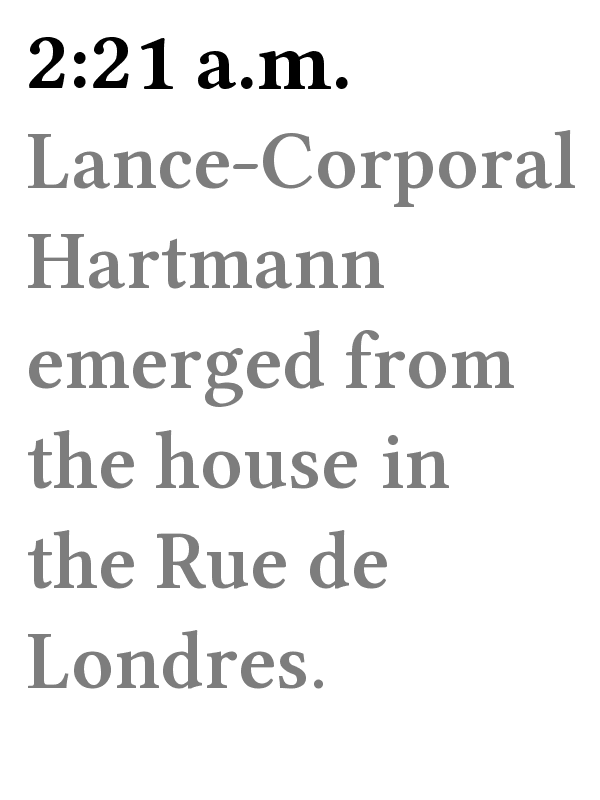 2:21 a.m.
Lance-Corporal
Hartmann
emerged from
the house in
the Rue de
Londres.